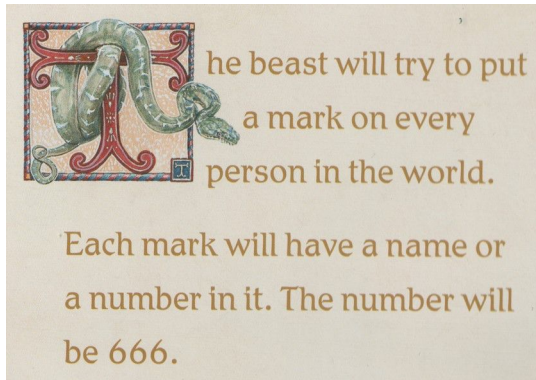 The beast will try to put
a mark on every
person in the world.
Each mark will have a name or
a number in it. The number will
be 666.